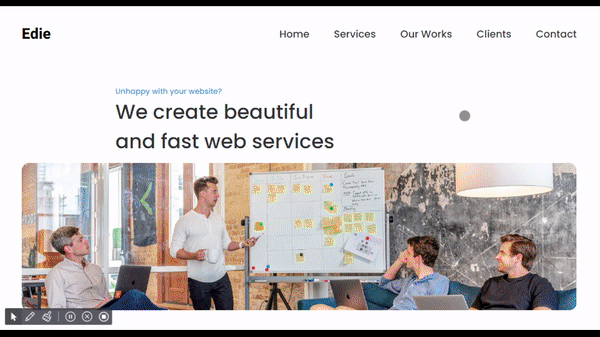 Edie
Home Services Our Works Clients Contact
Unhappy with your website?
We create beautiful
and fast web services